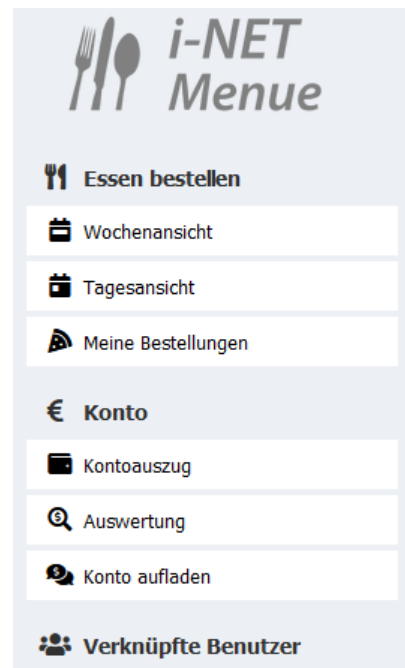 i-NET
Menue
Essen bestellen
Wochenansicht
Tagesansicht
Meine Bestellungen
€ Konto
Kontoauszug
Auswertung
Konto aufladen
Verknüpfte Benutzer